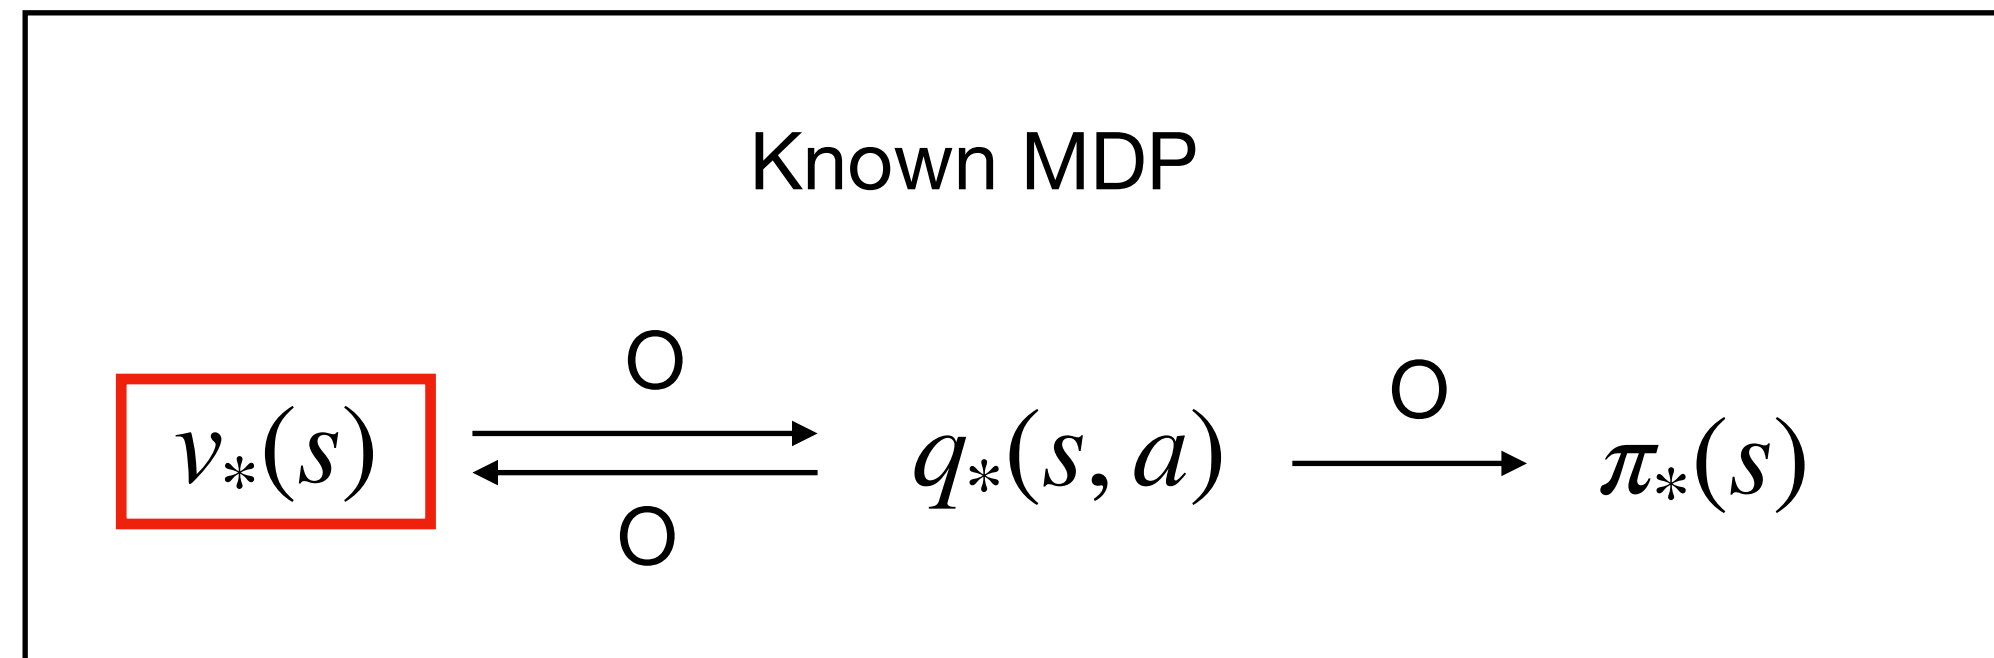 Known MDP
O
O
v*(s) q*(s, a) π*(s)
O